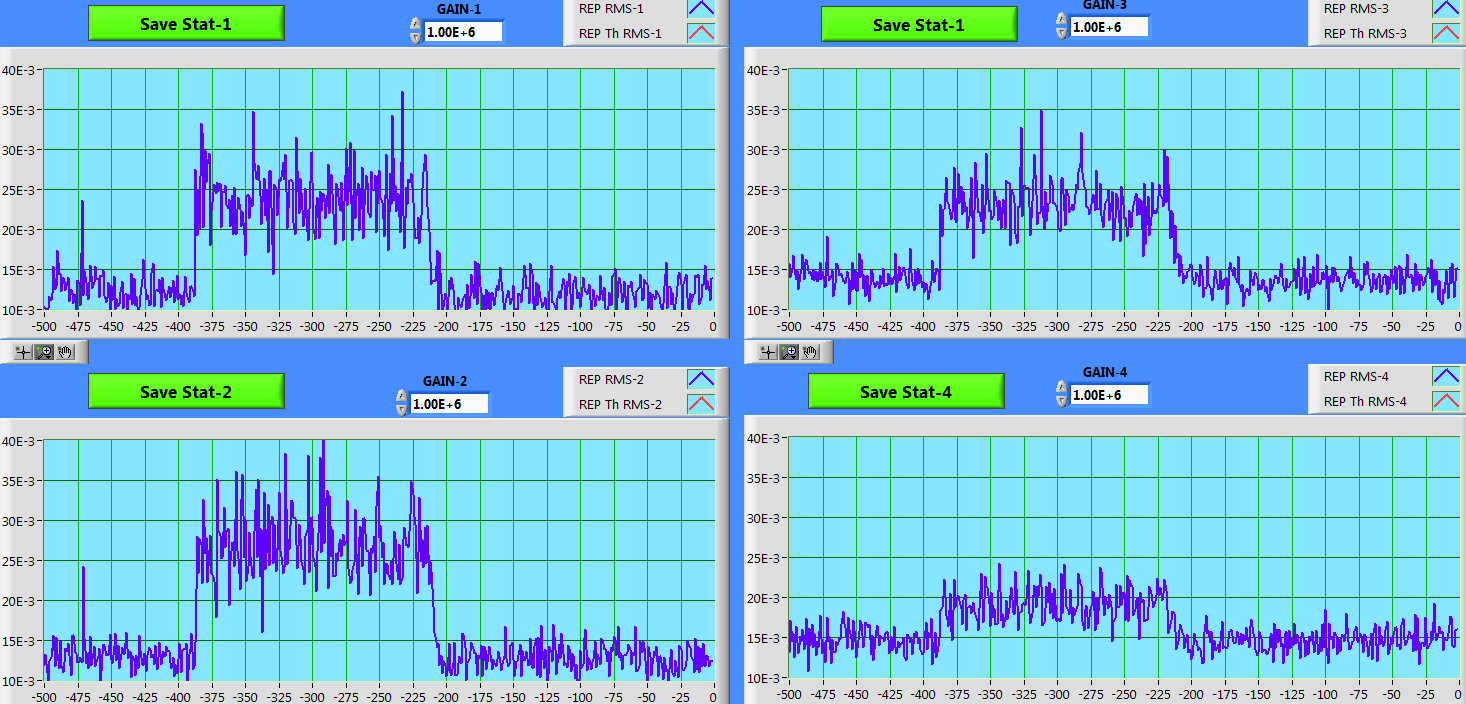 Save Stat-1
GAIN-1
1.00E+6
REP RMS-1
REP Th RMS-1
40E-3
35E-3
30E-3
25E-3
20E-3
15E-3
10E-3
-500 -475 -450 -425 -400 -375 -350 -325 -300 -275 -250 -225 -200 -175 -150 -125 -100 -75 -50 -25 0
Save Stat-1
GAIN-3
1.00E+6
REP RMS-3
REP Th RMS-3
40E-3
35E-3
30E-3
25E-3
20E-3
15E-3
10E-3
-500 -475 -450 -425 -400 -375 -350 -325 -300 -275 -250 -225 -200 -175 -150 -125 -100 -75 -50 -25 0
Save Stat-2
GAIN-2
1.00E+6
REP RMS-2
REP Th RMS-2
40E-3
35E-3
30E-3
25E-3
20E-3
15E-3
10E-3
-500 -475 -450 -425 -400 -375 -350 -325 -300 -275 -250 -225 -200 -175 -150 -125 -100 -75 -50 -25 0
Save Stat-4
GAIN-4
1.00E+6
REP RMS-4
REP Th RMS-4
40E-3
35E-3
30E-3
25E-3
20E-3
15E-3
10E-3
-500 -475 -450 -425 -400 -375 -350 -325 -300 -275 -250 -225 -200 -175 -150 -125 -100 -75 -50 -25 0